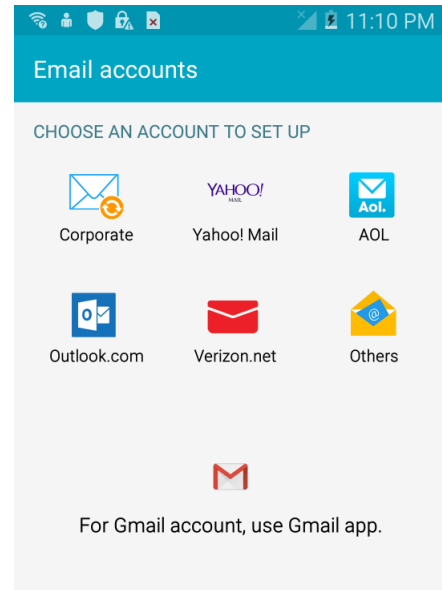 11:10 PM
Email accounts
CHOOSE AN ACCOUNT TO SET UP
YAHOO!
MAIL
Aol.
Corporate
Yahoo! Mail
AOL
o
@
Outlook.com
Verizon.net
Others
For Gmail account, use Gmail app.